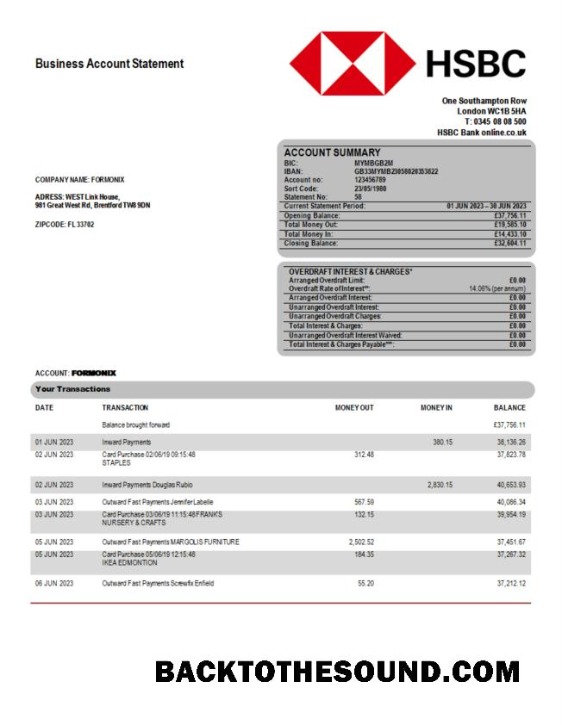 Business Account Statement
HSBC
One Southampton Row
London WC1B 5HA
T: 0345 08 08 500
HSBC Bank online.co.uk
ACCOUNT SUMMARY
BIC: MYMBGB2M
IBAN: GB33MYMB23058020353822
Account no: 123456789
Sort Code: 23/05/1980
Statement No: 58
Current Statement Period: 01 JUN 2023 – 30 JUN 2023
Opening Balance: £37,756.11
Total Money Out: £19,585.10
Total Money In: £14,433.10
Closing Balance: £32,604.11
COMPANY NAME: FORMONIX
ADRESS: WEST Link House,
981 Great West Rd, Brentford TW8 9DN
ZIPCODE: FL 33702
OVERDRAFT INTEREST & CHARGES*
Arranged Overdraft Limit: £0.00
Overdraft Rate of Interest**: 14.06% (per annum)
Arranged Overdraft Interest: £0.00
Unarranged Overdraft Interest: £0.00
Unarranged Overdraft Charges: £0.00
Total Interest & Charges: £0.00
Unarranged Overdraft Interest Waived: £0.00
Total Interest & Charges Payable***: £0.00
ACCOUNT: FORMONIX
Your Transactions
DATE TRANSACTION MONEY OUT MONEY IN BALANCE
Balance brought forward £37,756.11
01 JUN 2023 Inward Payments 380.15 38,136.26
02 JUN 2023 Card Purchase 02/06/19 09:15:48 312.48 37,823.78
STAPLES
02 JUN 2023 Inward Payments Douglas Rubio 2,830.15 40,653.93
03 JUN 2023 Outward Fast Payments Jennifer Labelle 567.59 40,086.34
03 JUN 2023 Card Purchase 03/06/19 11:15:48 FRANKS 132.15 39,954.19
NURSERY & CRAFTS
05 JUN 2023 Outward Fast Payments MARGOLIS FURNITURE 2,502.52 37,451.67
05 JUN 2023 Card Purchase 05/06/19 12:15:48 184.35 37,267.32
IKEA EDMONTION
06 JUN 2023 Outward Fast Payments Screwfix Enfield 55.20 37,212.12
BACKTOTHESOUND.COM